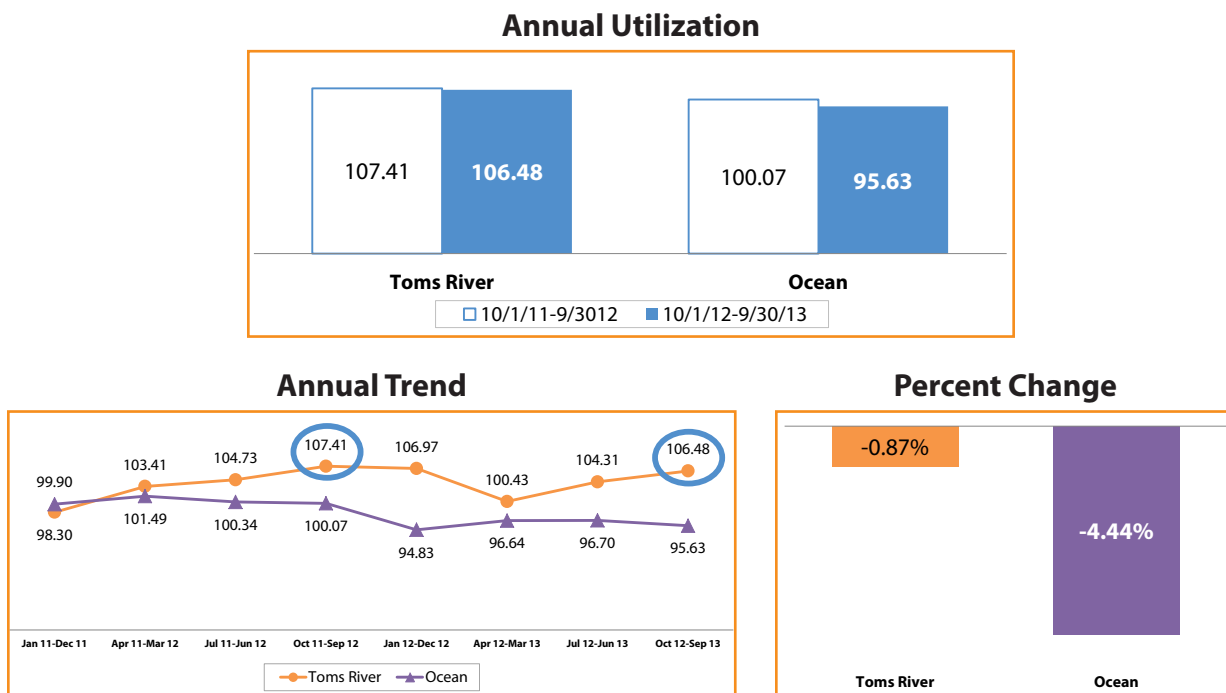 Annual Utilization
107.41
106.48
100.07
95.63
Toms River
Ocean
10/1/11-9/3012
10/1/12-9/30/13
Annual Trend
99.90
98.30
103.41
101.49
104.73
100.34
107.41
100.07
106.97
94.83
100.43
96.64
104.31
96.70
106.48
95.63
Jan 11-Dec 11
Apr 11-Mar 12
Jul 11-Jun 12
Oct 11-Sep 12
Jan 12-Dec 12
Apr 12-Mar 13
Jul 12-Jun 13
Oct 12-Sep 13
Toms River
Ocean
Percent Change
-0.87%
-4.44%
Toms River
Ocean